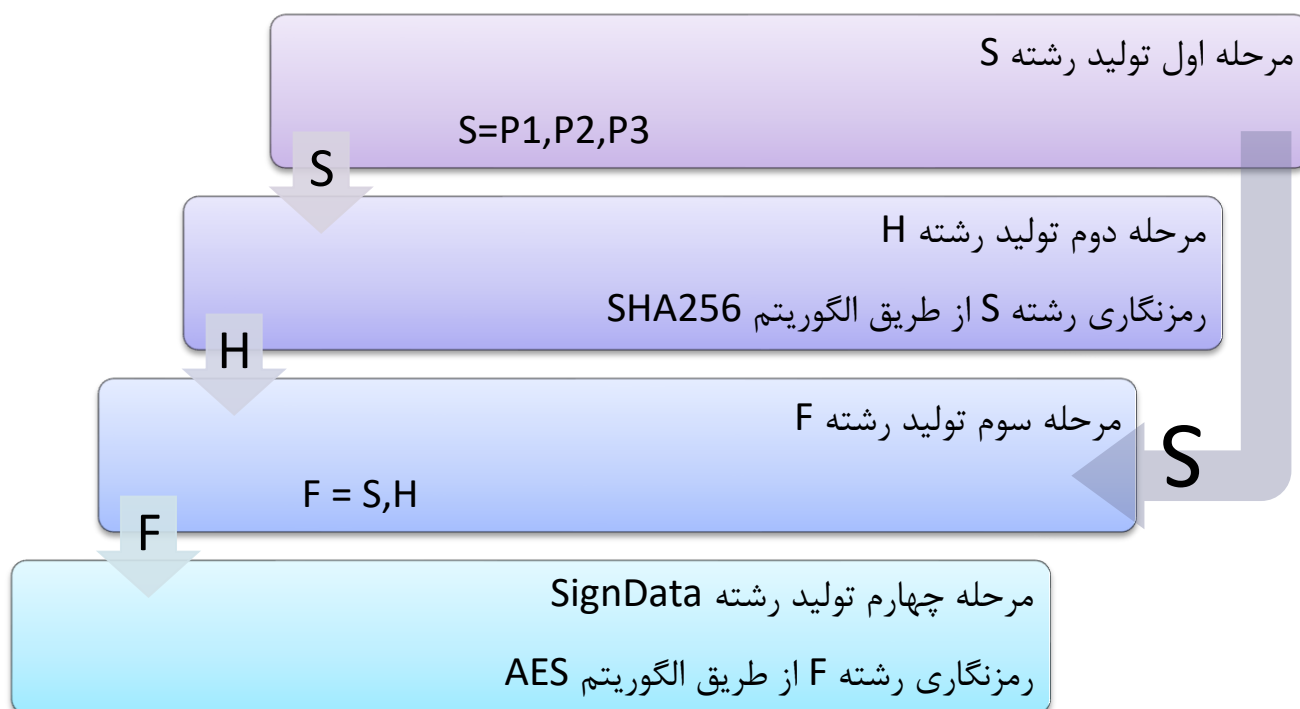 مرحله اول تولید رشته S
S=P1,P2,P3
S
مرحله دوم تولید رشته H
رمزنگاری رشته S از طریق الگوریتم SHA256
H
مرحله سوم تولید رشته F
F = S,H
S
F
مرحله چهارم تولید رشته SignData
رمزنگاری رشته F از طریق الگوریتم AES